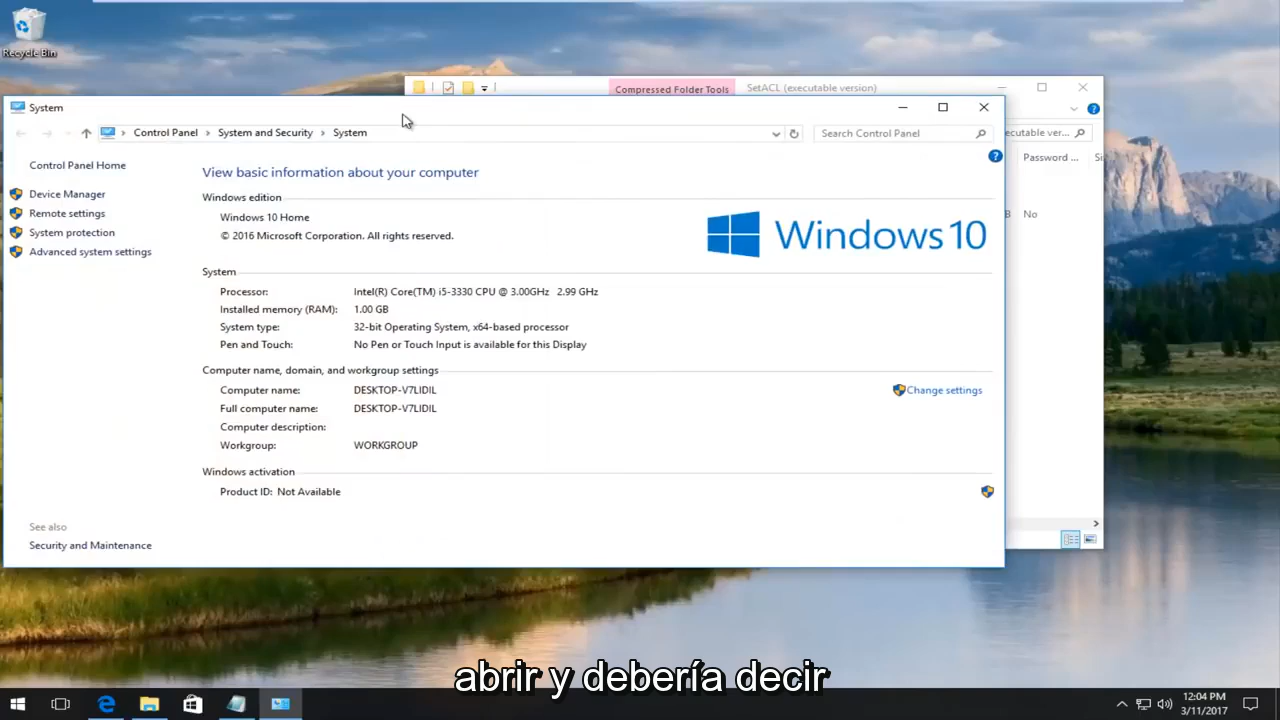 Recycle Bin
Compressed Folder Tools
SetACL (executable version)
System
Control Panel
System and Security
System
Search Control Panel
ecutable ver...
Control Panel Home
Password ...
View basic information about your computer
Device Manager
Windows edition
Remote settings
Windows 10 Home
No
System protection
© 2016 Microsoft Corporation. All rights reserved.
Windows 10
Advanced system settings
System
Processor: Intel(R) Core(TM) i5-3330 CPU @ 3.00GHz 2.99 GHz
Installed memory (RAM): 1.00 GB
System type: 32-bit Operating System, x64-based processor
Pen and Touch: No Pen or Touch Input is available for this Display
Computer name, domain, and workgroup settings
Computer name: DESKTOP-V7LIDIL
Change settings
Full computer name: DESKTOP-V7LIDIL
Computer description:
Workgroup: WORKGROUP
Windows activation
Product ID: Not Available
See also
Security and Maintenance
abrir y debería decir
12:04 PM
3/11/2017